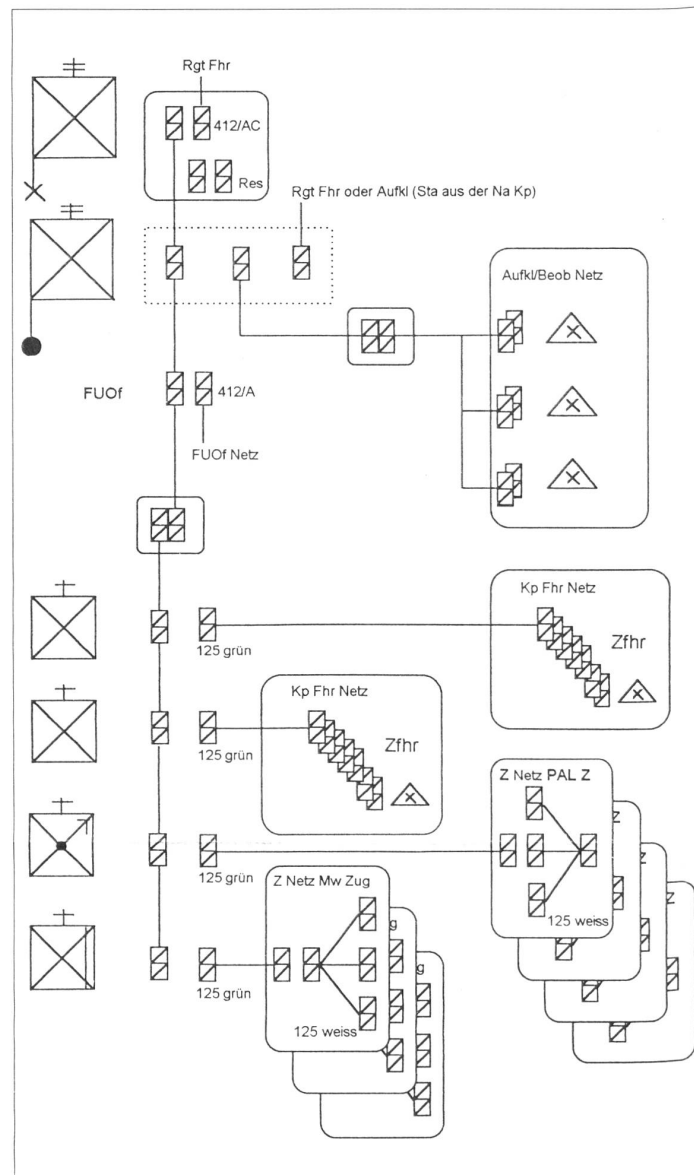 Rgt Fhr
412/AC
Res
Rgt Fhr oder Aufkl (Sta aus der Na Kp)
Aufkl/Beob Netz
FUOf
412/A
FUOf Netz
Kp Fhr Netz
Zfhr
125 grün
Kp Fhr Netz
Zfhr
125 grün
Z Netz PAL Z
Z
Z
Z
125 weiss
125 grün
Z Netz Mw Zug
g
g
125 weiss
125 grün